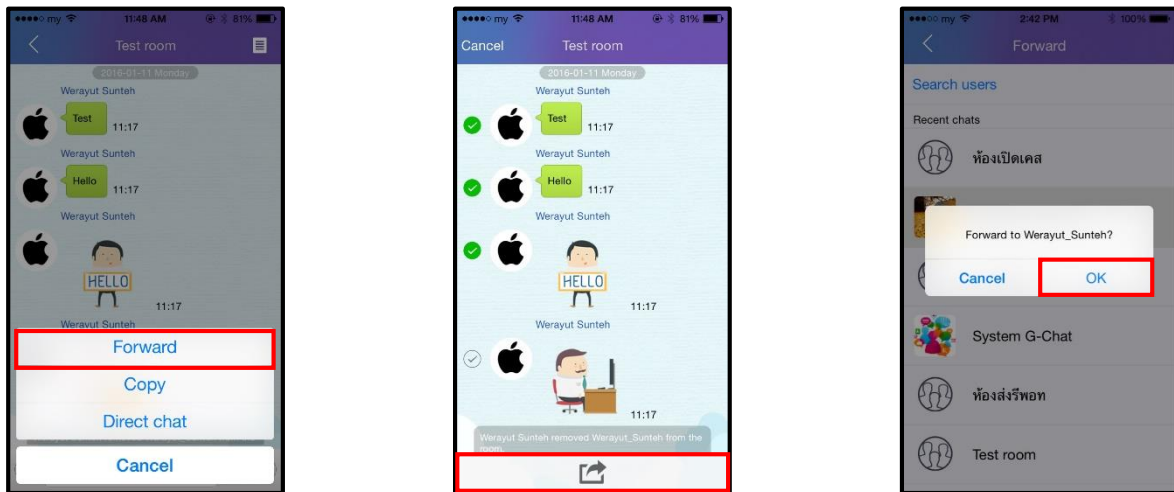 my 11:48 AM 81%
Test room
2016-01-11 Monday
Werayut Sunteh
Test
11:17
Werayut Sunteh
Hello
11:17
Werayut Sunteh
HELLO
11:17
Werayut Sunteh
Forward
Copy
Direct chat
Cancel
my 11:48 AM 81%
Cancel Test room
2016-01-11 Monday
Werayut Sunteh
Test
11:17
Werayut Sunteh
Hello
11:17
Werayut Sunteh
HELLO
11:17
Werayut Sunteh
11:17
Werayut Sunteh removed Werayut_Sunteh from the
room.
my 2:42 PM 100%
Forward
Search users
Recent chats
ห้องเปิดเคส
Forward to Werayut_Sunteh?
Cancel OK
System G-Chat
ห้องส่งรีพอท
Test room